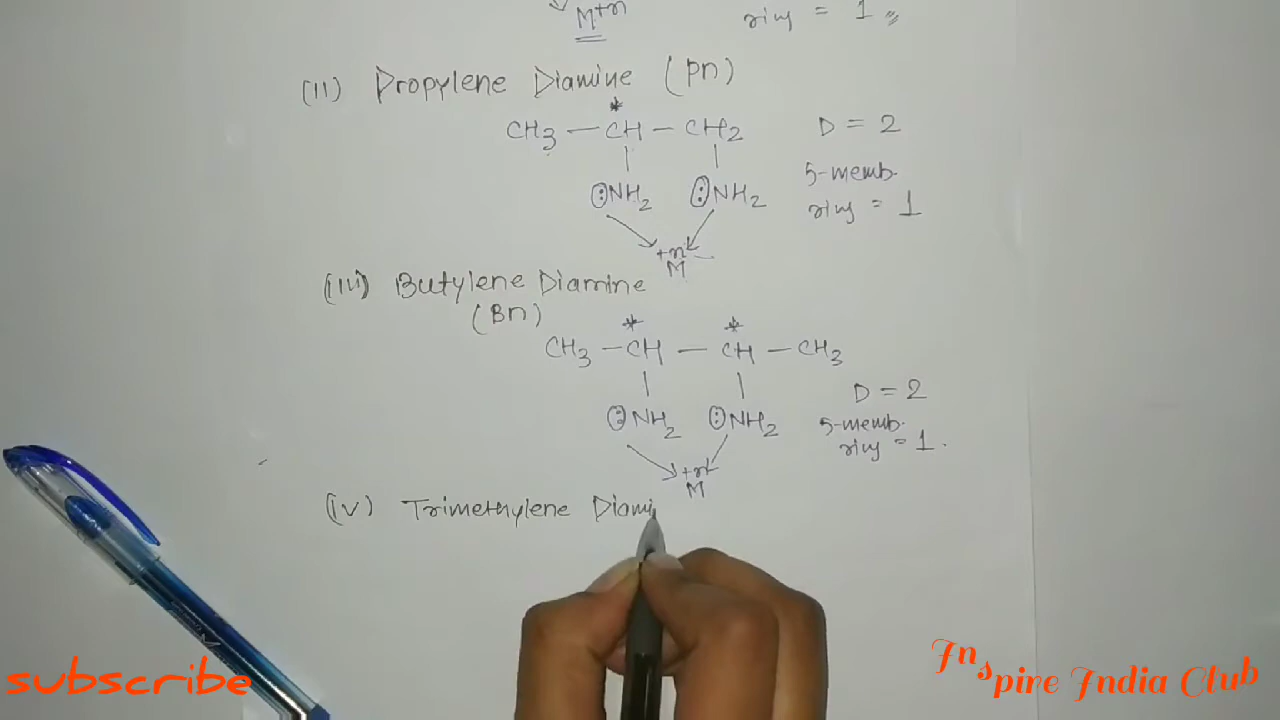 M+n
ring = 1
(II) Propylene Diamine (Pn)
*
CH3 — CH — CH2
D = 2
:NH2 :NH2
5-memb.
ring = 1
+n
M
(III) Butylene Diamine
(Bn)
* *
CH3 — CH — CH — CH3
D = 2
:NH2 :NH2
5-memb.
ring = 1.
+n
M
(IV) Trimethylene Diami
subscribe
Inspire India Club